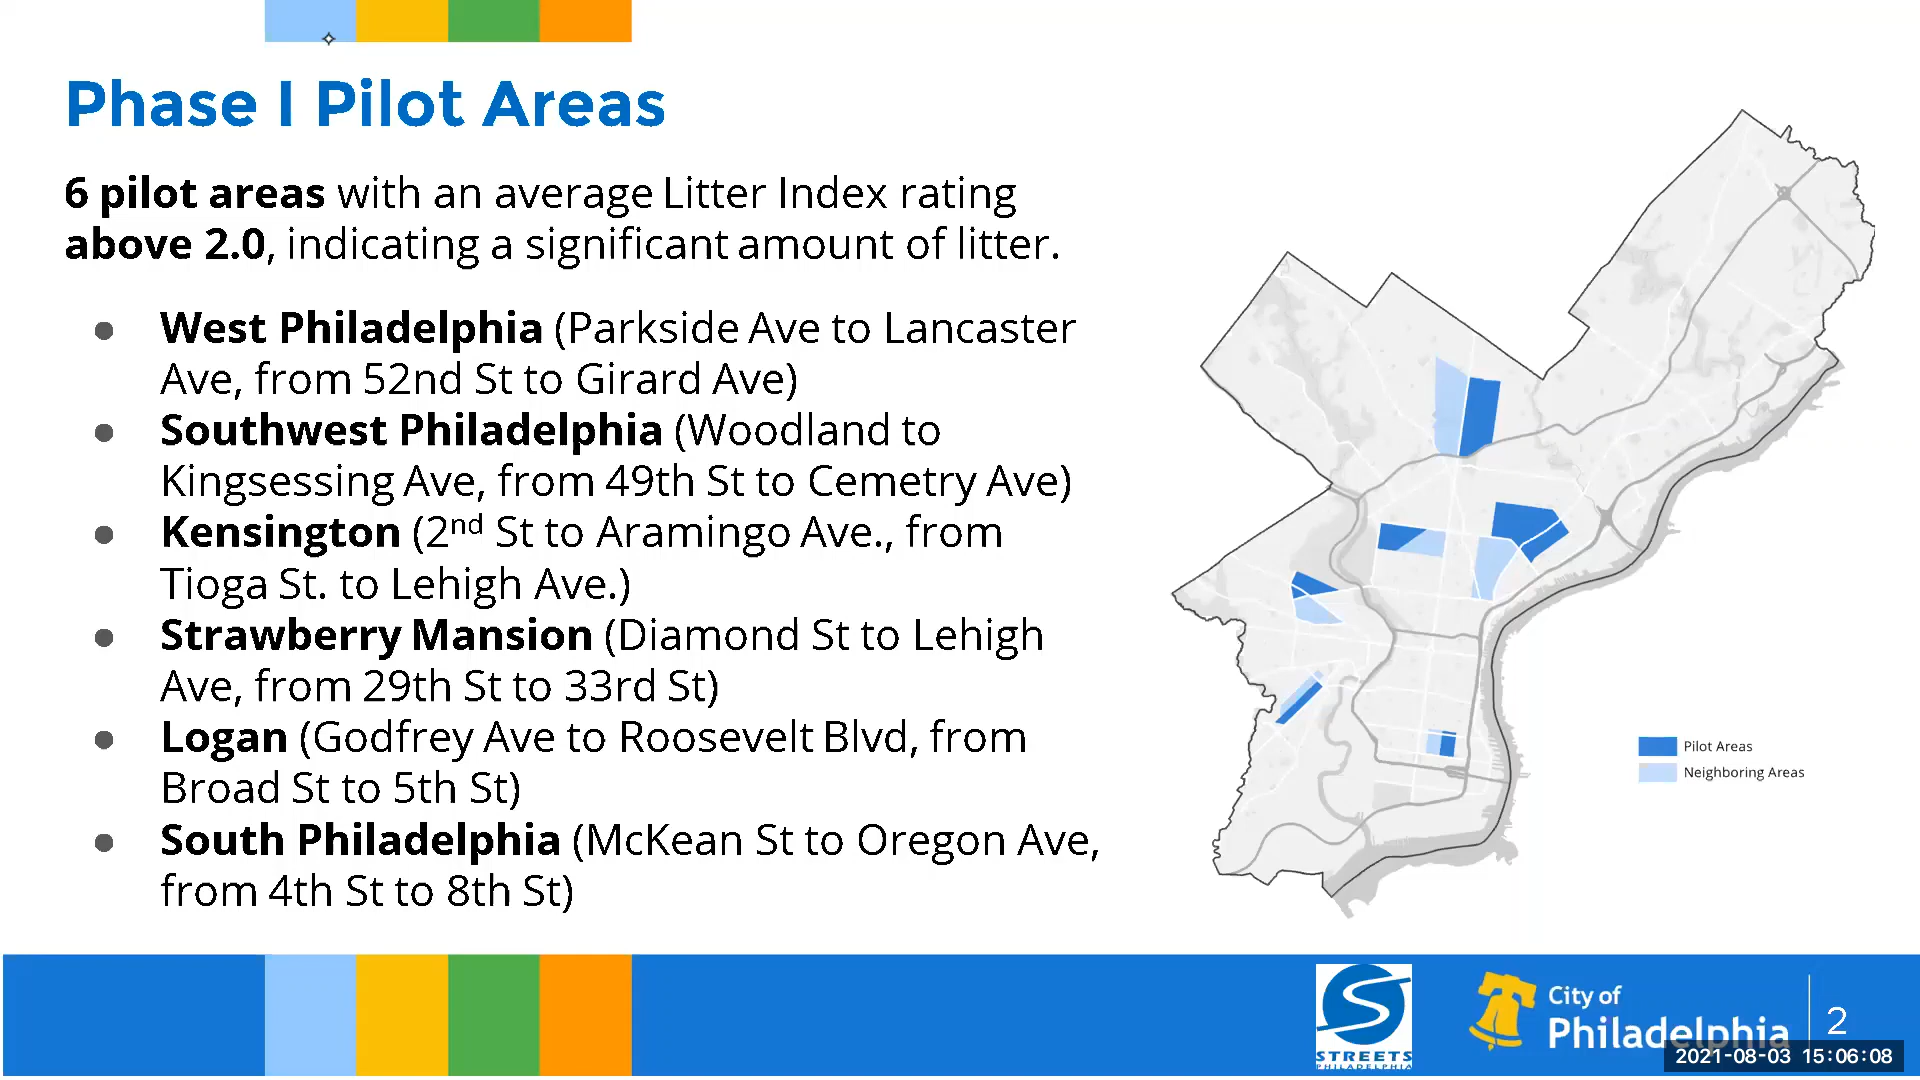 Phase I Pilot Areas
6 pilot areas with an average Litter Index rating
above 2.0, indicating a significant amount of litter.
● West Philadelphia (Parkside Ave to Lancaster
Ave, from 52nd St to Girard Ave)
● Southwest Philadelphia (Woodland to
Kingsessing Ave, from 49th St to Cemetry Ave)
● Kensington (2nd St to Aramingo Ave., from
Tioga St. to Lehigh Ave.)
● Strawberry Mansion (Diamond St to Lehigh
Ave, from 29th St to 33rd St)
● Logan (Godfrey Ave to Roosevelt Blvd, from
Broad St to 5th St)
● South Philadelphia (McKean St to Oregon Ave,
from 4th St to 8th St)
Pilot Areas
Neighboring Areas
STREETS
PHILADELPHIA
City of
Philadelphia
2
2021-08-03 15:06:08